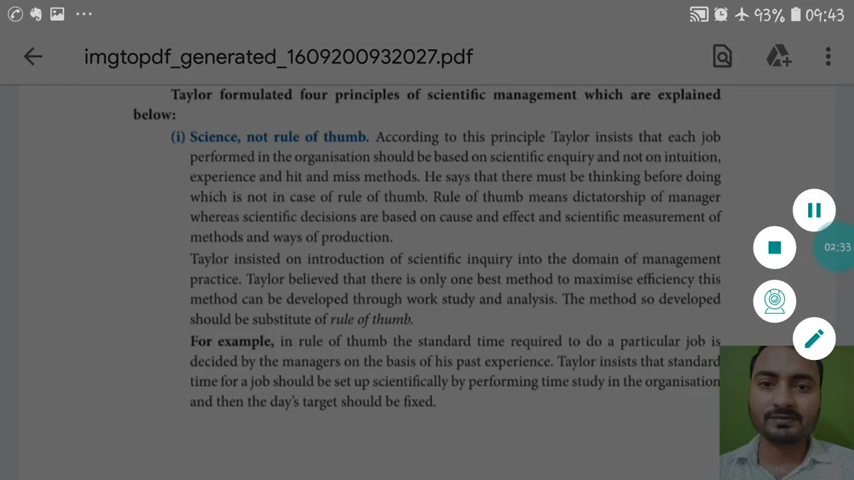 93% 09:43
imgtopdf_generated_1609200932027.pdf
Taylor formulated four principles of scientific management which are explained
below:
(i) Science, not rule of thumb. According to this principle Taylor insists that each job
performed in the organisation should be based on scientific enquiry and not on intuition,
experience and hit and miss methods. He says that there must be thinking before doing
which is not in case of rule of thumb. Rule of thumb means dictatorship of manager
whereas scientific decisions are based on cause and effect and scientific measurement of
methods and ways of production.
02:33
Taylor insisted on introduction of scientific inquiry into the domain of management
practice. Taylor believed that there is only one best method to maximise efficiency this
method can be developed through work study and analysis. The method so developed
should be substitute of rule of thumb.
For example, in rule of thumb the standard time required to do a particular job is
decided by the managers on the basis of his past experience. Taylor insists that standard
time for a job should be set up scientifically by performing time study in the organisation
and then the day's target should be fixed.